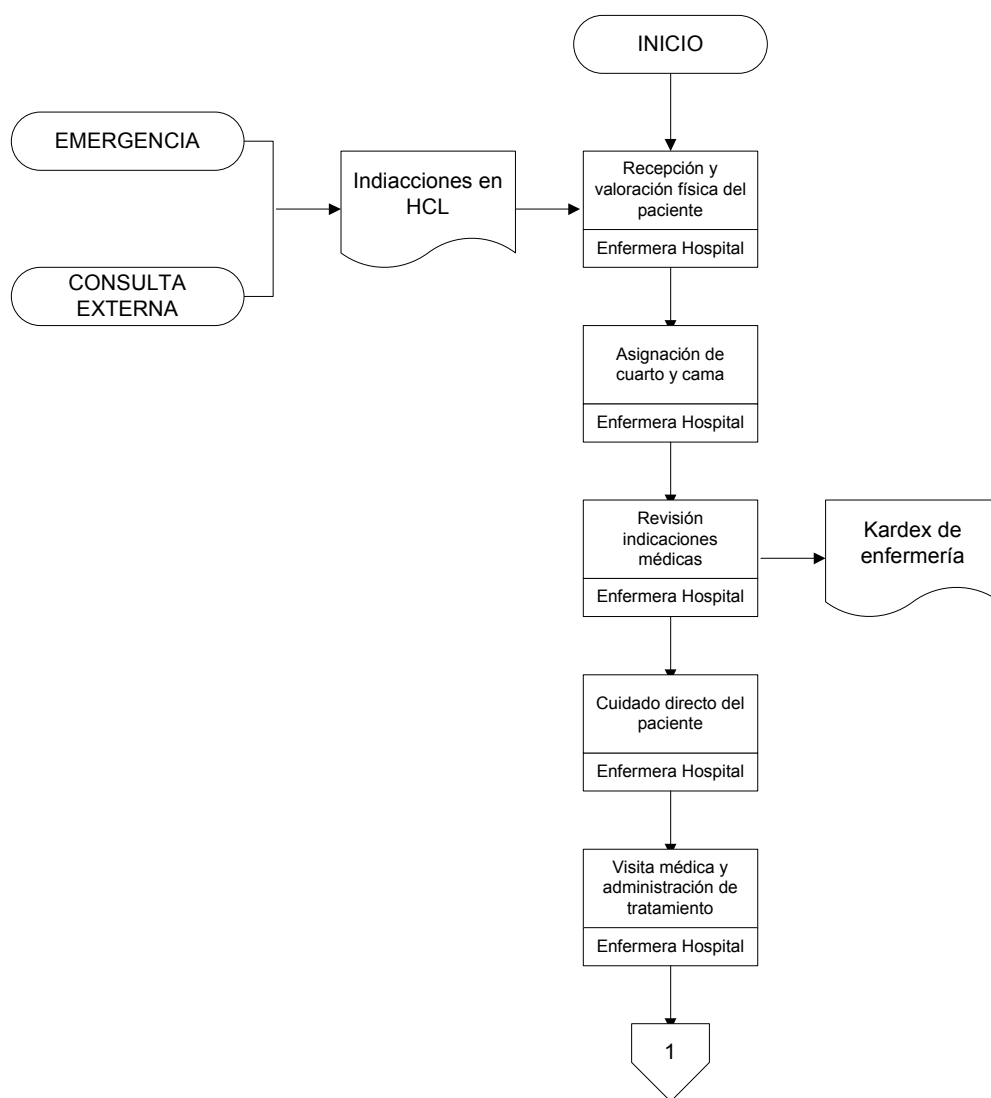 INICIO
EMERGENCIA
Indiacciones en
HCL
Recepción y
valoración física del
paciente
Enfermera Hospital
CONSULTA
EXTERNA
Asignación de
cuarto y cama
Enfermera Hospital
Revisión
indicaciones
médicas
Enfermera Hospital
Kardex de
enfermería
Cuidado directo del
paciente
Enfermera Hospital
Visita médica y
administración de
tratamiento
Enfermera Hospital
1